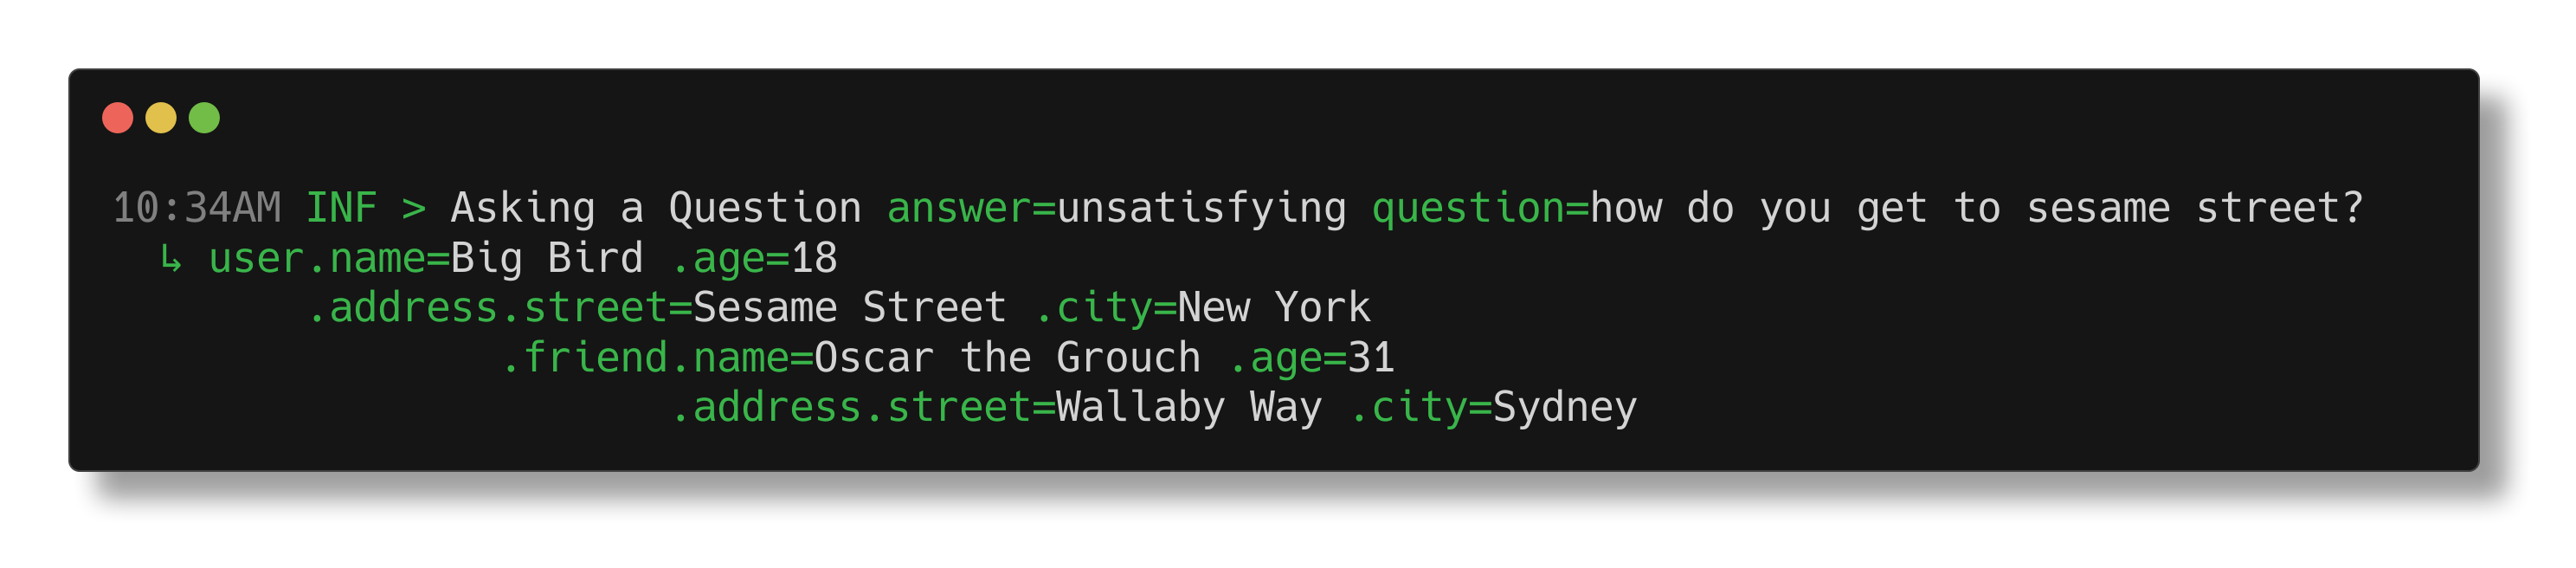 10:34AM INF > Asking a Question answer=unsatisfying question=how do you get to sesame street?
↳ user.name=Big Bird .age=18
.address.street=Sesame Street .city=New York
.friend.name=Oscar the Grouch .age=31
.address.street=Wallaby Way .city=Sydney